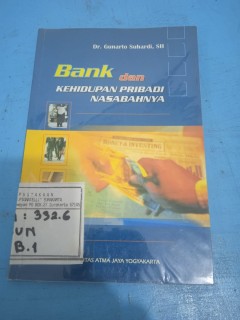 Dr. Gunarto Suhardi, SH
Bank dan
KEHIDUPAN PRIBADI
NASABAHNYA
: 332.6
UM
B.1
TAS ATMA JAYA YOGYAKARTA